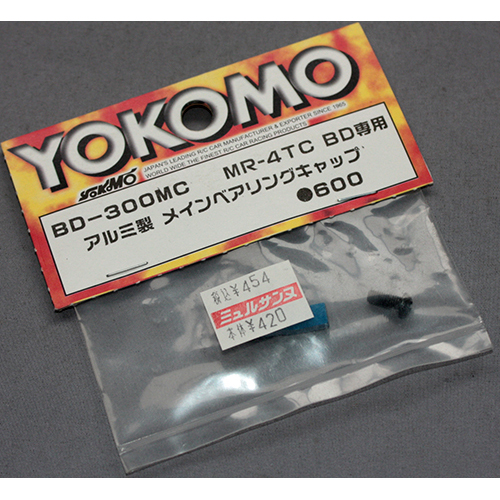 YOKOMO
JAPAN'S LEADING R/C CAR MANUFACTURER & EXPORTER SINCE 1965
WORLD WIDE THE FINEST R/C CAR RACING PRODUCTS
YOKOMO
BD-300MC MR-4TC BD専用
アルミ製 メインベアリングキャップ
●600
税込¥454
ミュルサンヌ
本体¥420